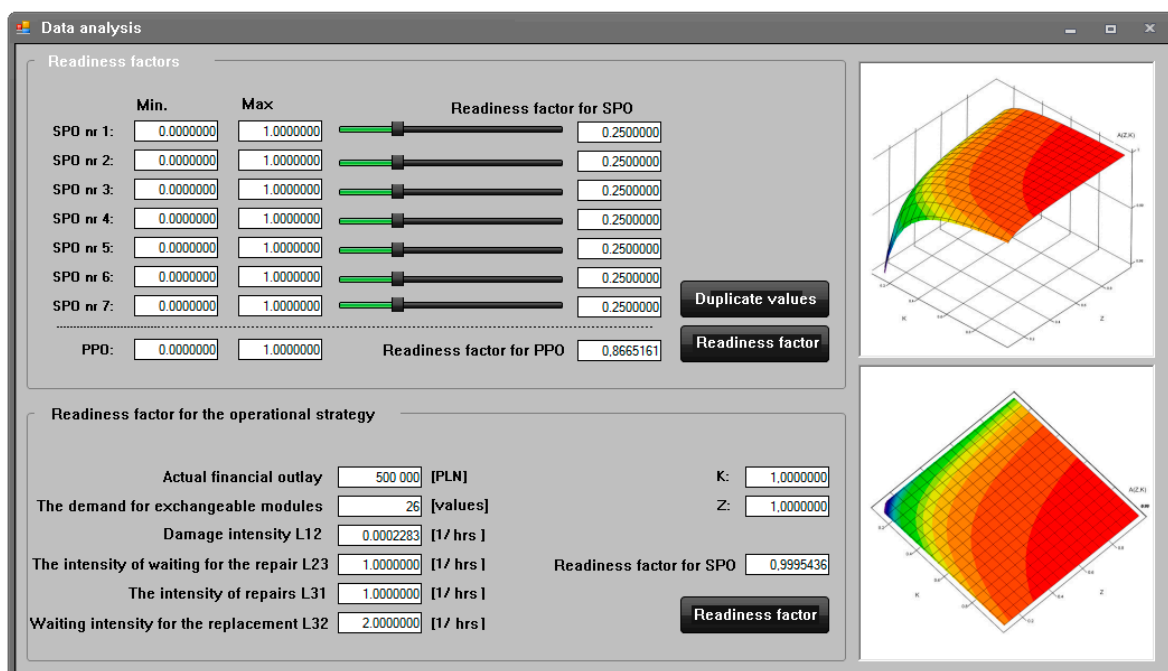 Data analysis
Readiness factors
Min. Max Readiness factor for SPO
SPO nr 1: 0.0000000 1.0000000 0.2500000
SPO nr 2: 0.0000000 1.0000000 0.2500000
SPO nr 3: 0.0000000 1.0000000 0.2500000
SPO nr 4: 0.0000000 1.0000000 0.2500000
SPO nr 5: 0.0000000 1.0000000 0.2500000
SPO nr 6: 0.0000000 1.0000000 0.2500000
SPO nr 7: 0.0000000 1.0000000 0.2500000
Duplicate values
PPO: 0.0000000 1.0000000 Readiness factor for PPO 0,8665161
Readiness factor
A(Z,K)
K
Z
Readiness factor for the operational strategy
Actual financial outlay 500 000 [PLN]
K: 1,0000000
The demand for exchangeable modules 26 [values]
Z: 1,0000000
Damage intensity L12 0.0002283 [1/ hrs ]
The intensity of waiting for the repair L23 1.0000000 [1/ hrs ]
Readiness factor for SPO 0,9995436
The intensity of repairs L31 1.0000000 [1/ hrs ]
Waiting intensity for the replacement L32 2.0000000 [1/ hrs ]
Readiness factor
A(Z,K)
K
Z